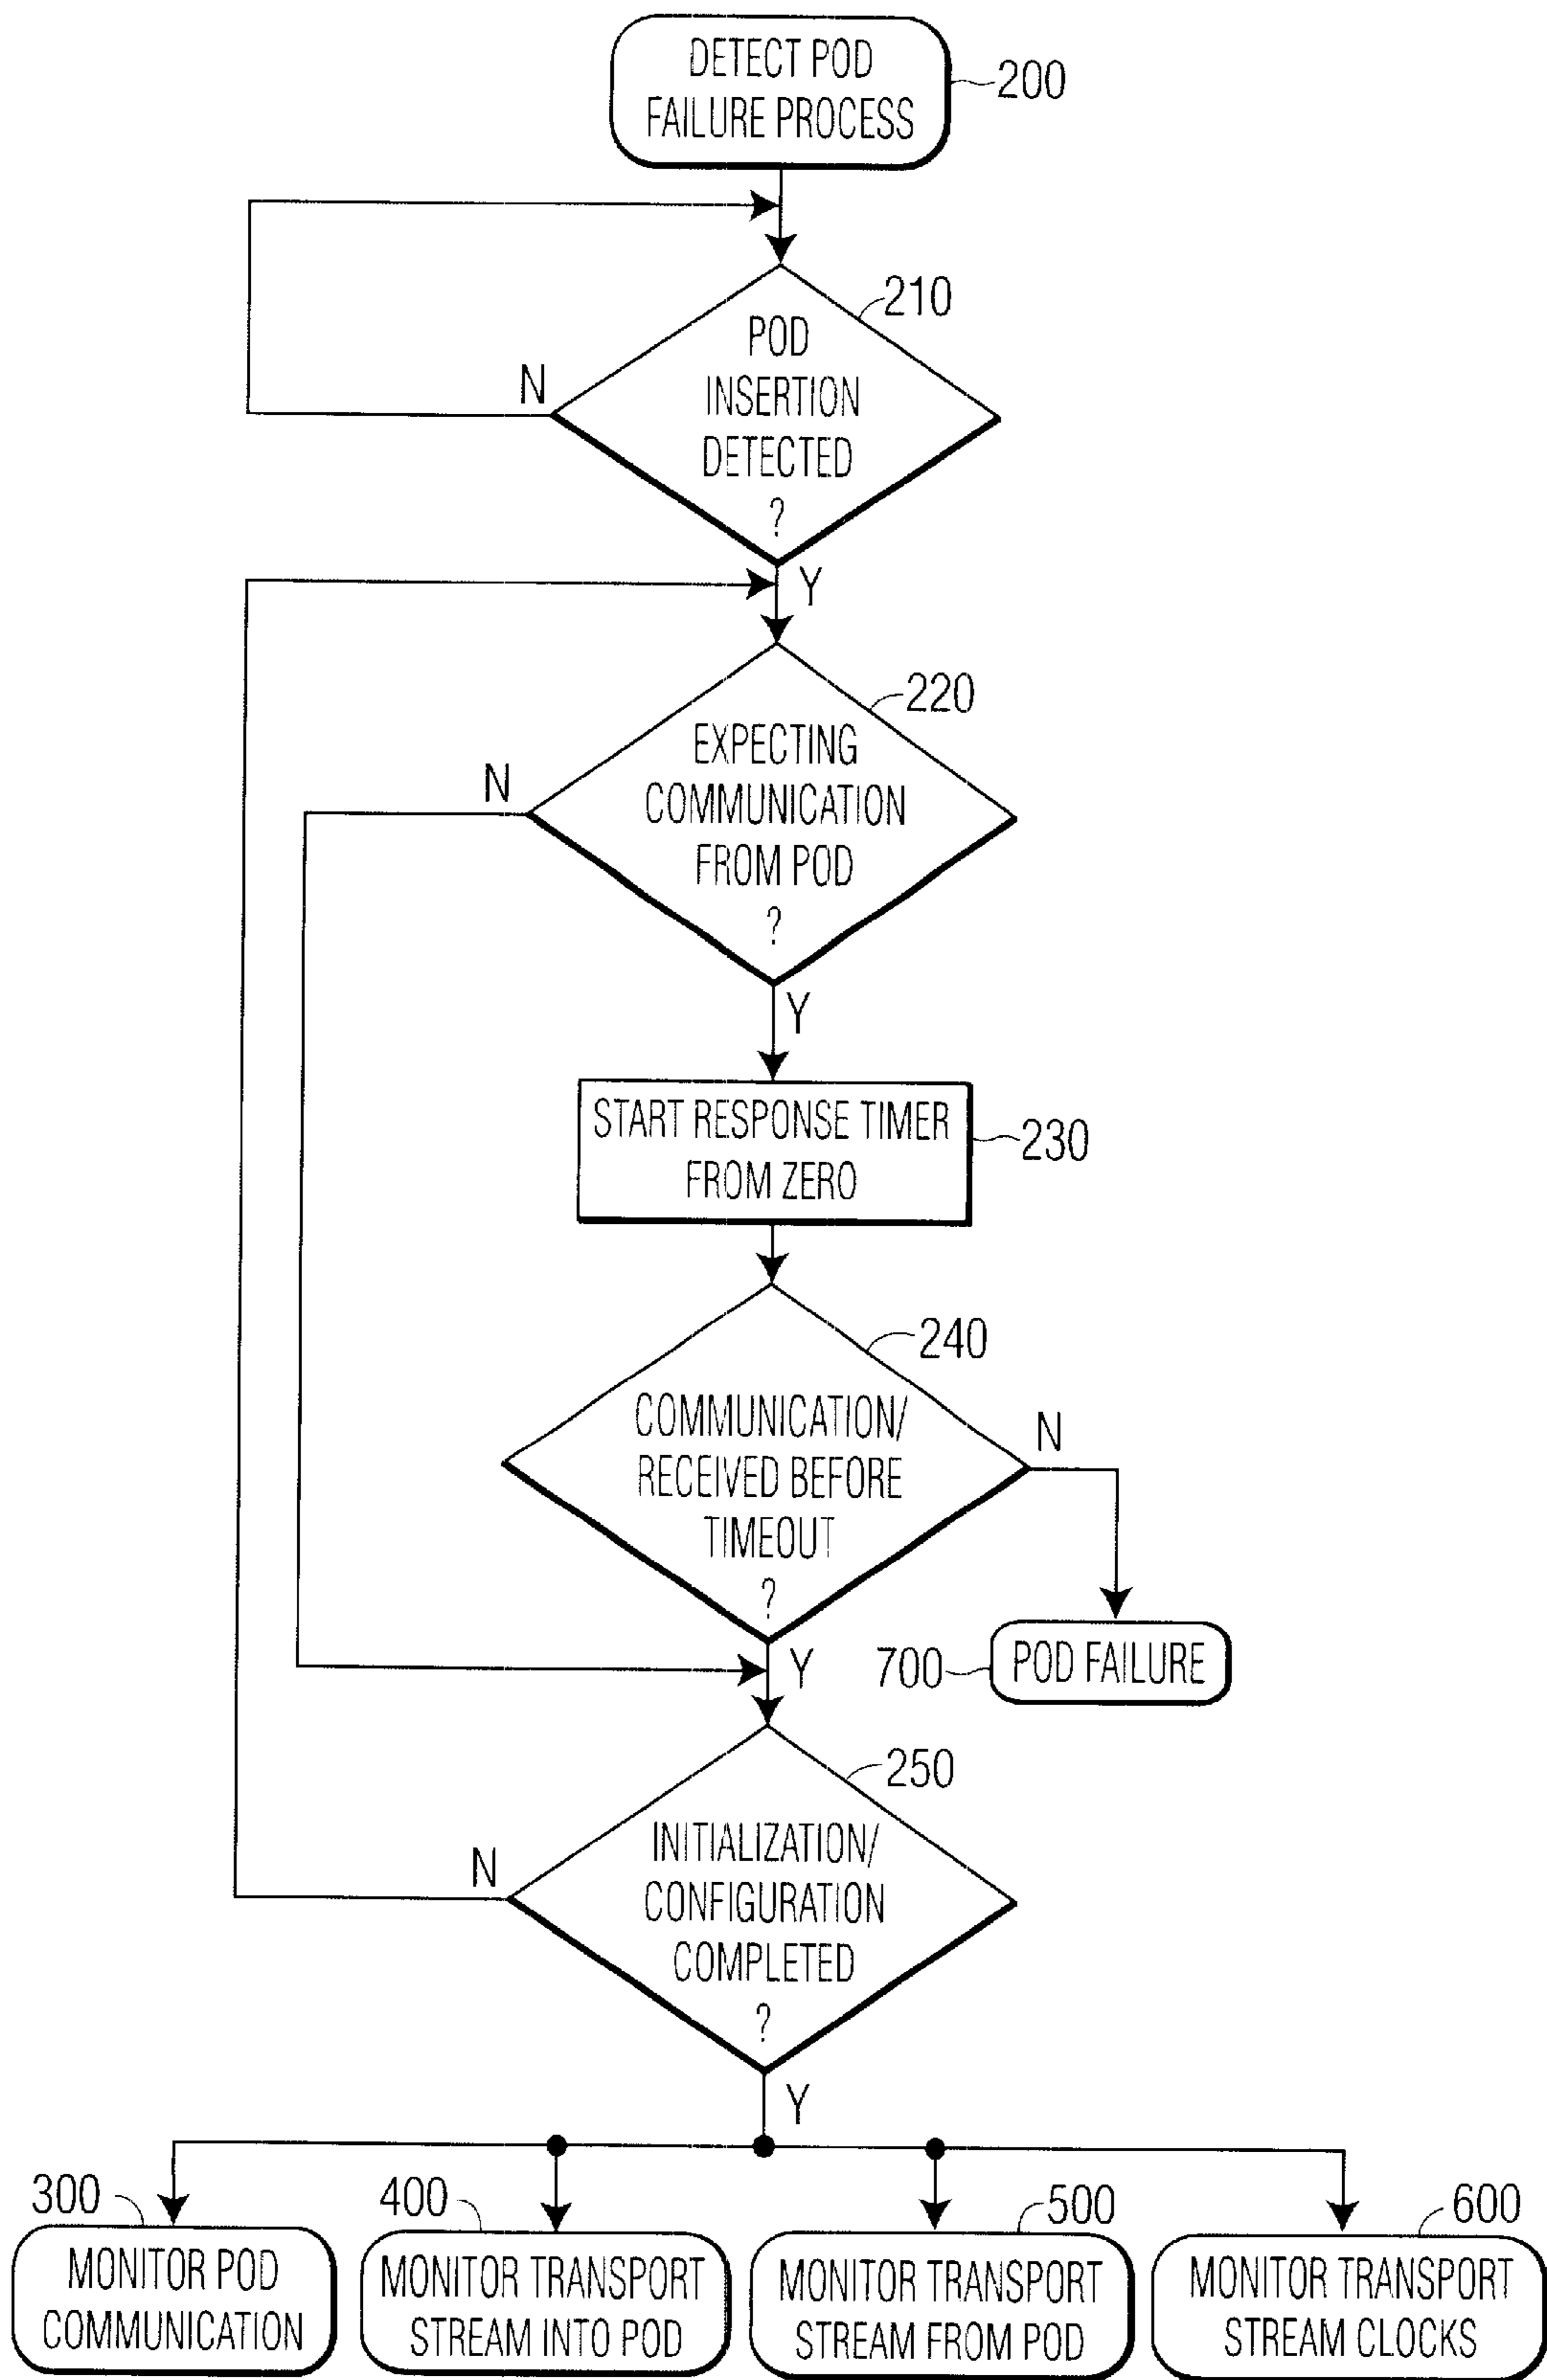 DETECT POD
FAILURE PROCESS
200
210
POD
INSERTION
DETECTED
?
N
Y
220
EXPECTING
COMMUNICATION
FROM POD
?
N
Y
START RESPONSE TIMER
FROM ZERO
230
240
COMMUNICATION/
RECEIVED BEFORE
TIMEOUT
?
N
Y
700
POD FAILURE
250
INITIALIZATION/
CONFIGURATION
COMPLETED
?
N
Y
300
MONITOR POD
COMMUNICATION
400
MONITOR TRANSPORT
STREAM INTO POD
500
MONITOR TRANSPORT
STREAM FROM POD
600
MONITOR TRANSPORT
STREAM CLOCKS